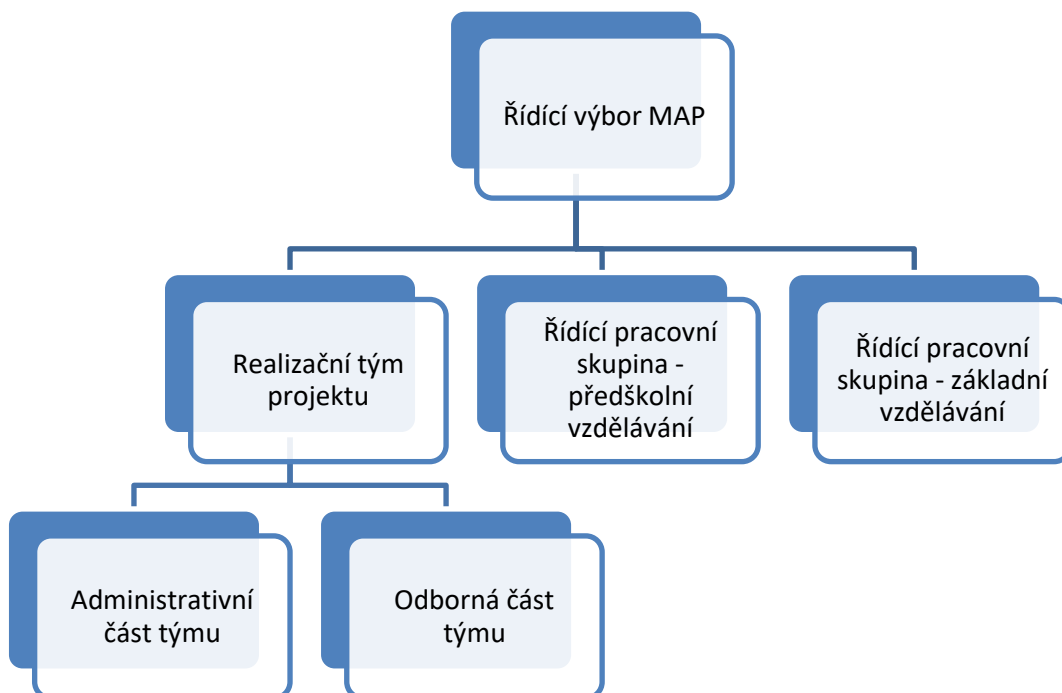 Řídící výbor MAP
Realizační tým
projektu
Řídící pracovní
skupina - 
předškolní
vzdělávání
Řídící pracovní
skupina - základní
vzdělávání
Administrativní
část týmu
Odborná část
týmu